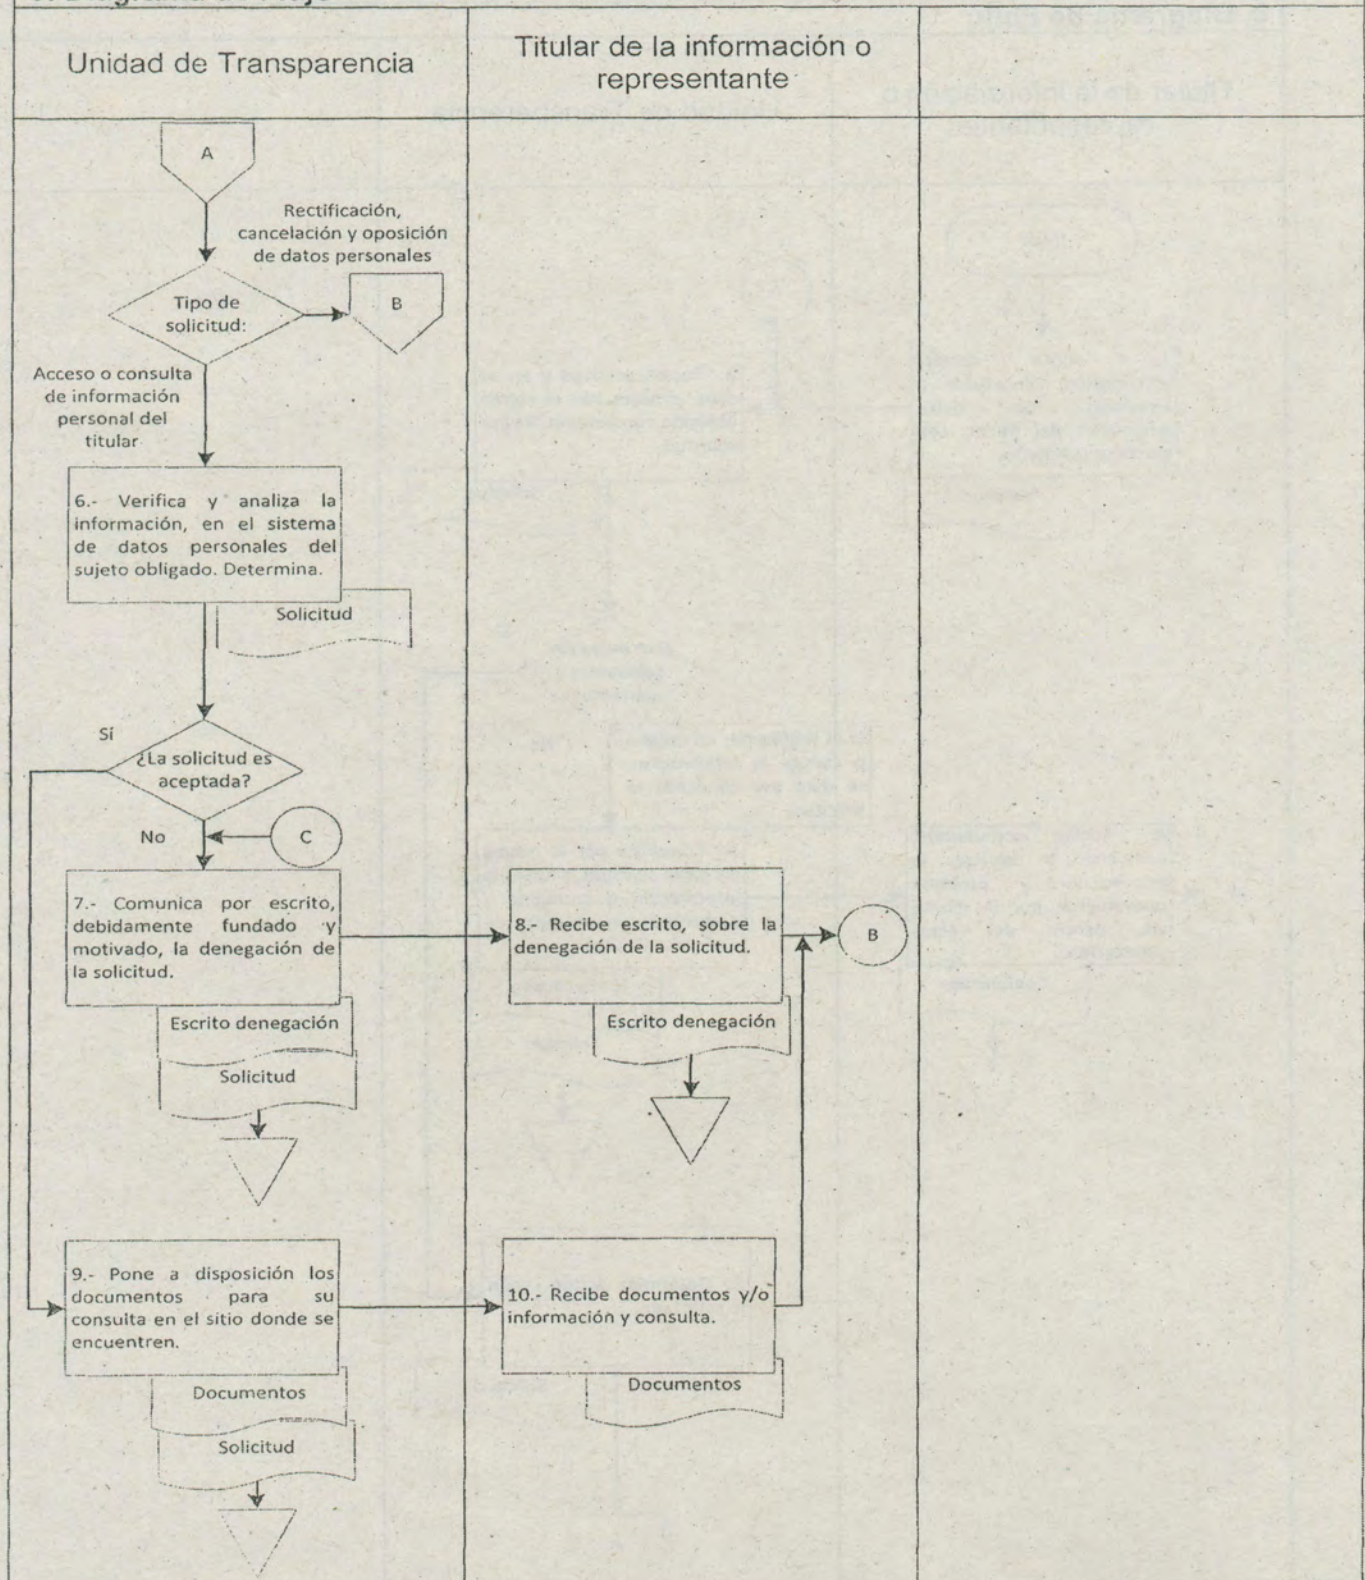 Unidad de Transparencia
Titular de la información o
representante
A
Rectificación,
cancelación y oposición
de datos personales
Tipo de
solicitud:
B
Acceso o consulta
de información
personal del
titular
6.- Verifica y analiza la
información, en el sistema
de datos personales del
sujeto obligado. Determina.
Solicitud
Sí
¿La solicitud es
aceptada?
No
C
7.- Comunica por escrito,
debidamente fundado y
motivado, la denegación de
la solicitud.
8.- Recibe escrito, sobre la
denegación de la solicitud.
B
Escrito denegación
Solicitud
Escrito denegación
9.- Pone a disposición los
documentos para su
consulta en el sitio donde se
encuentren.
10.- Recibe documentos y/o
información y consulta.
Documentos
Solicitud
Documentos